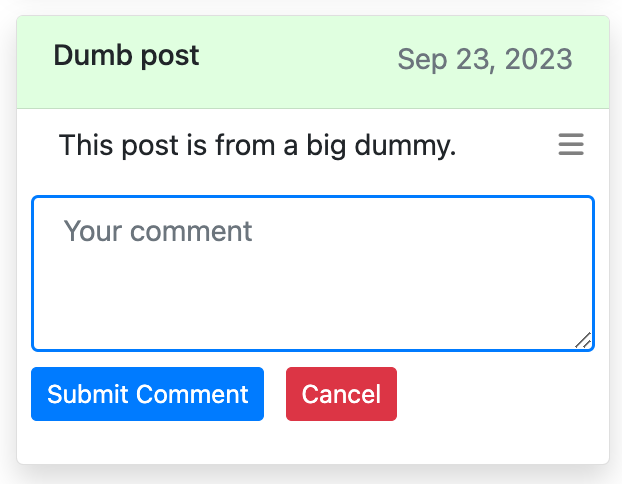 Dumb post
Sep 23, 2023
This post is from a big dummy.
Your comment
Submit Comment
Cancel